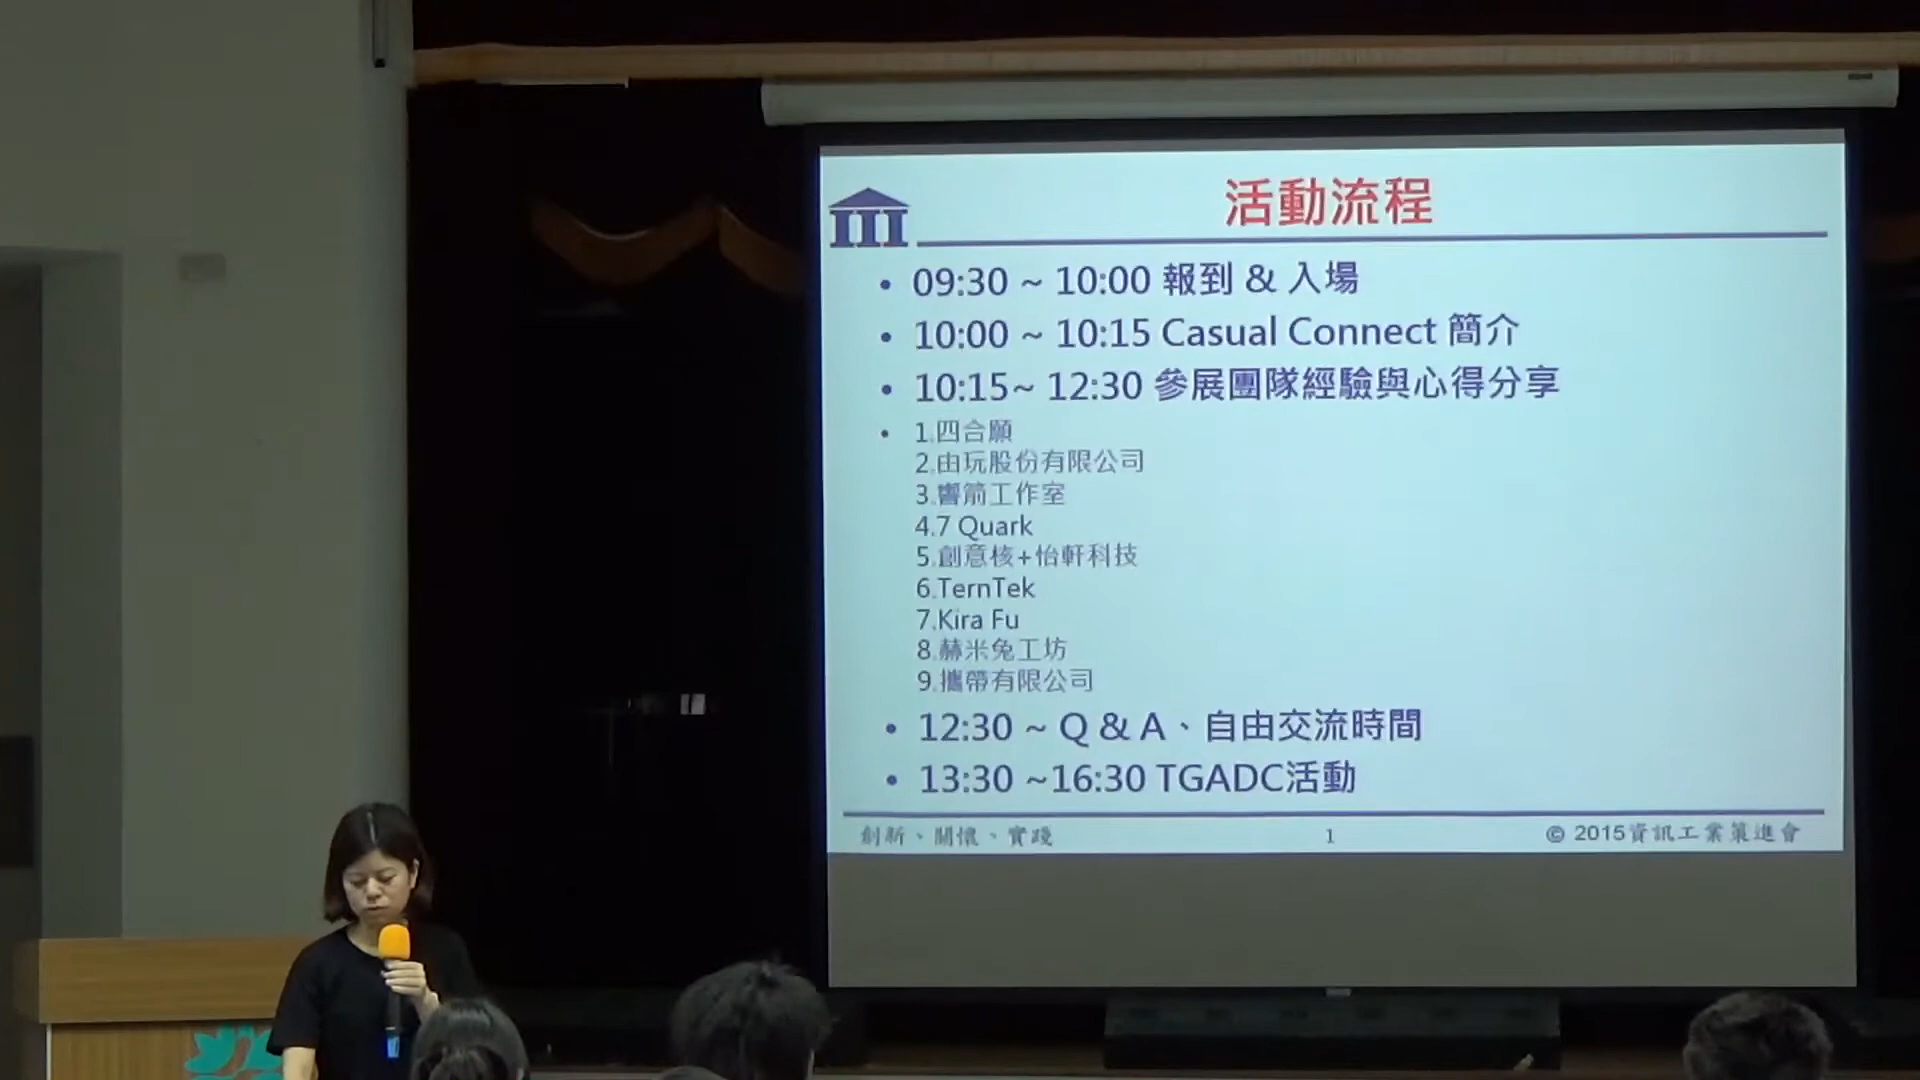 活動流程
• 09:30 ~ 10:00 報到 & 入場
• 10:00 ~ 10:15 Casual Connect 簡介
• 10:15~ 12:30 參展團隊經驗與心得分享
• 1.四合願
2.由玩股份有限公司
3.響箭工作室
4.7 Quark
5.創意核+怡軒科技
6.TernTek
7.Kira Fu
8.赫米兔工坊
9.攜帶有限公司
• 12:30 ~ Q & A、自由交流時間
• 13:30 ~16:30 TGADC活動
創新、關懷、實踐 1 © 2015資訊工業策進會